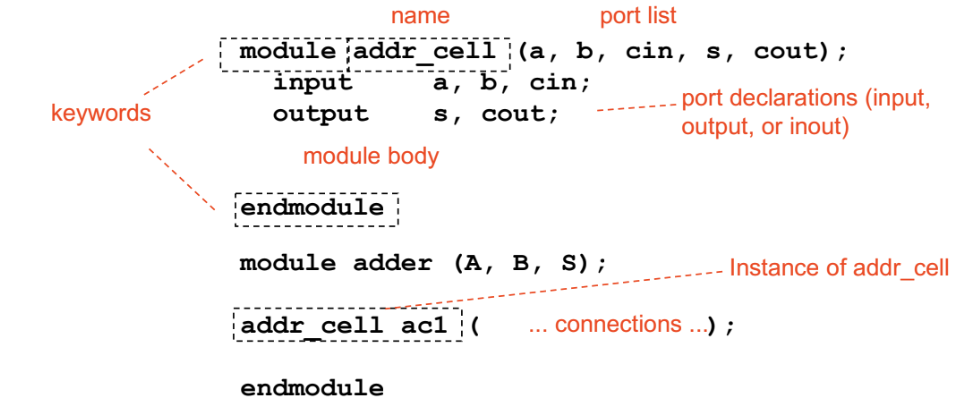 name port list
module addr_cell (a, b, cin, s, cout);
input a, b, cin;
keywords
output s, cout;
port declarations (input,
output, or inout)
module body
endmodule
module adder (A, B, S);
Instance of addr_cell
addr_cell ac1 ( ... connections ...);
endmodule